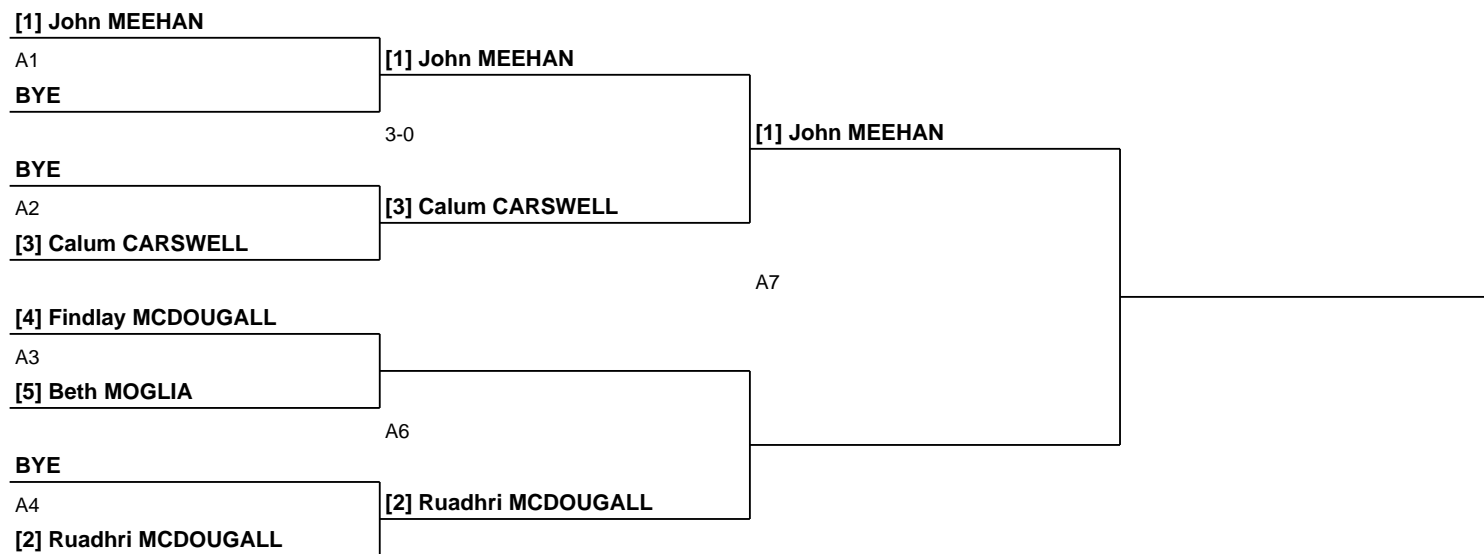 [1] John MEEHAN
A1
[1] John MEEHAN
BYE
3-0
[1] John MEEHAN
BYE
A2
[3] Calum CARSWELL
[3] Calum CARSWELL
A7
[4] Findlay MCDOUGALL
A3
[5] Beth MOGLIA
A6
BYE
A4
[2] Ruadhri MCDOUGALL
[2] Ruadhri MCDOUGALL